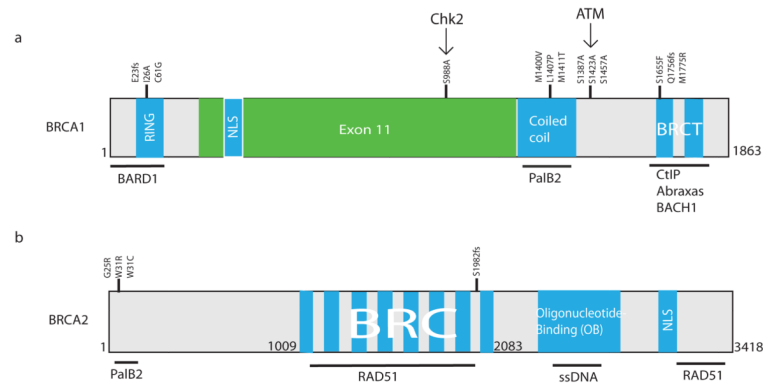 a
Chk2
ATM
E23fs
I26A
C61G
S988A
M1400V
L1407P
M1411T
S1387A
S1423A
S1457A
S1655F
Q1756fs
M1775R
BRCA1
1
RING
NLS
Exon 11
Coiled
coil
BRCT
1863
BARD1
PalB2
CtIP
Abraxas
BACH1
b
G25R
W31R
W31C
S1982fs
BRCA2
1
1009
BRC
2083
Oligonucleotide
Binding (OB)
NLS
3418
PalB2
RAD51
ssDNA
RAD51